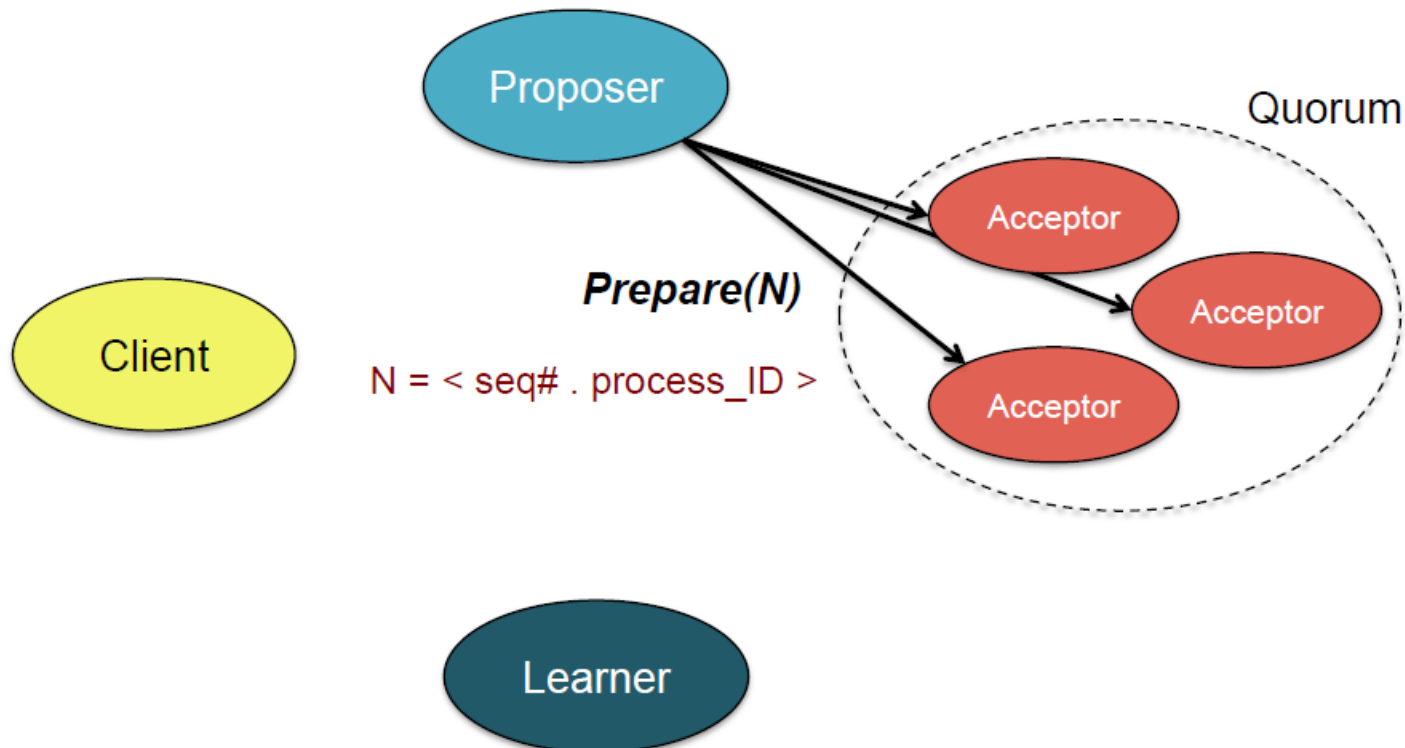 Proposer
Quorum
Acceptor
Prepare(N)
Acceptor
Client
N = < seq# . process_ID >
Acceptor
Learner